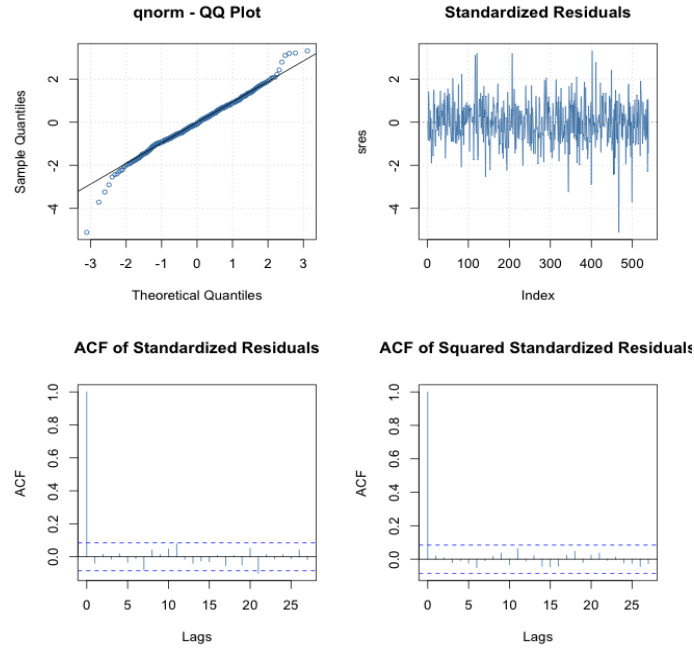 qnorm - QQ Plot
Sample Quantiles
2
0
-2
-4
-3 -2 -1 0 1 2 3
Theoretical Quantiles
Standardized Residuals
sres
2
0
-2
-4
0 100 200 300 400 500
Index
ACF of Standardized Residuals
ACF
1.0
0.8
0.6
0.4
0.2
0.0
0 5 10 15 20 25
Lags
ACF of Squared Standardized Residuals
ACF
1.0
0.8
0.6
0.4
0.2
0.0
0 5 10 15 20 25
Lags